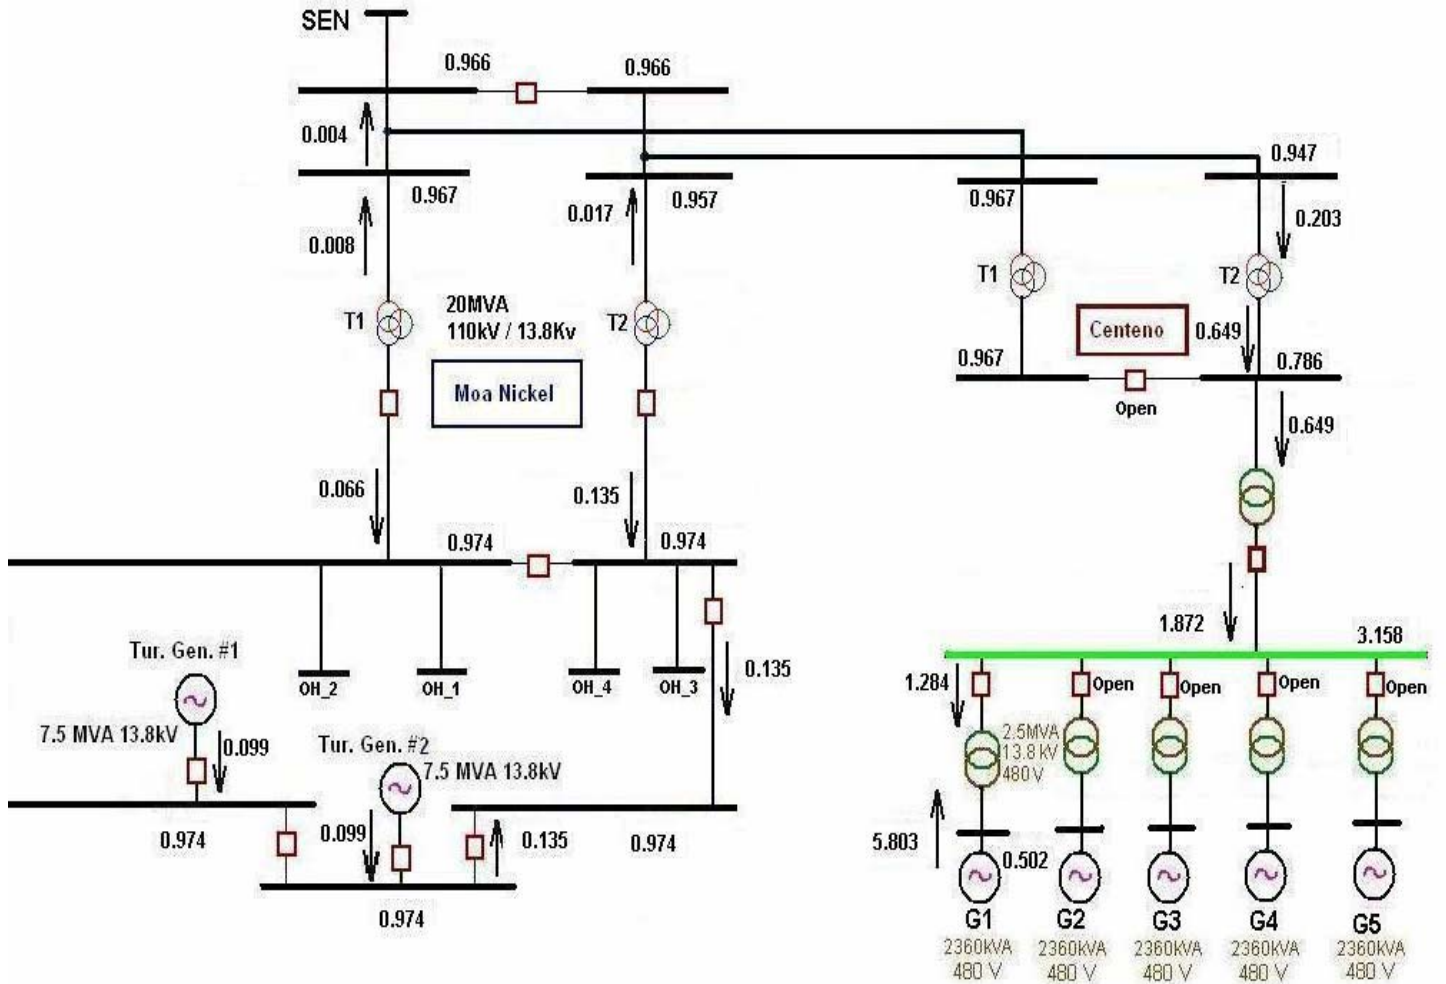 SEN
0.966
0.966
0.004
0.967
0.957
0.967
0.947
0.008
0.017
0.203
T1
20MVA
110kV / 13.8Kv
T2
T1
T2
Centeno
0.649
Moa Nickel
0.967
0.786
Open
0.649
0.066
0.135
0.974
0.974
1.872
3.158
Tur. Gen. #1
OH_2
OH_1
OH_4
OH_3
0.135
1.284
Open
Open
Open
Open
7.5 MVA 13.8kV
0.099
Tur. Gen. #2
7.5 MVA 13.8kV
2.5MVA
13.8 kV
480 V
0.974
0.099
0.135
0.974
5.803
0.502
0.974
G1
G2
G3
G4
G5
2360kVA
480 V
2360kVA
480 V
2360kVA
480 V
2360kVA
480 V
2360kVA
480 V